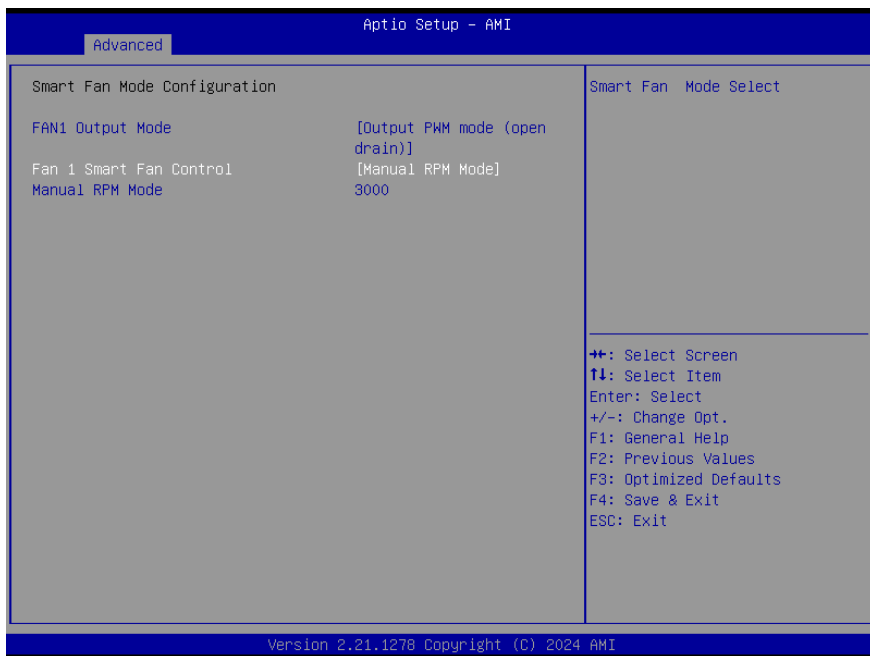 Aptio Setup – AMI
Advanced
Smart Fan Mode Configuration
FAN1 Output Mode [Output PWM mode (open
drain)]
Fan 1 Smart Fan Control [Manual RPM Mode]
Manual RPM Mode 3000
Smart Fan Mode Select
→←: Select Screen
↑↓: Select Item
Enter: Select
+/-: Change Opt.
F1: General Help
F2: Previous Values
F3: Optimized Defaults
F4: Save & Exit
ESC: Exit
Version 2.21.1278 Copyright (C) 2024 AMI